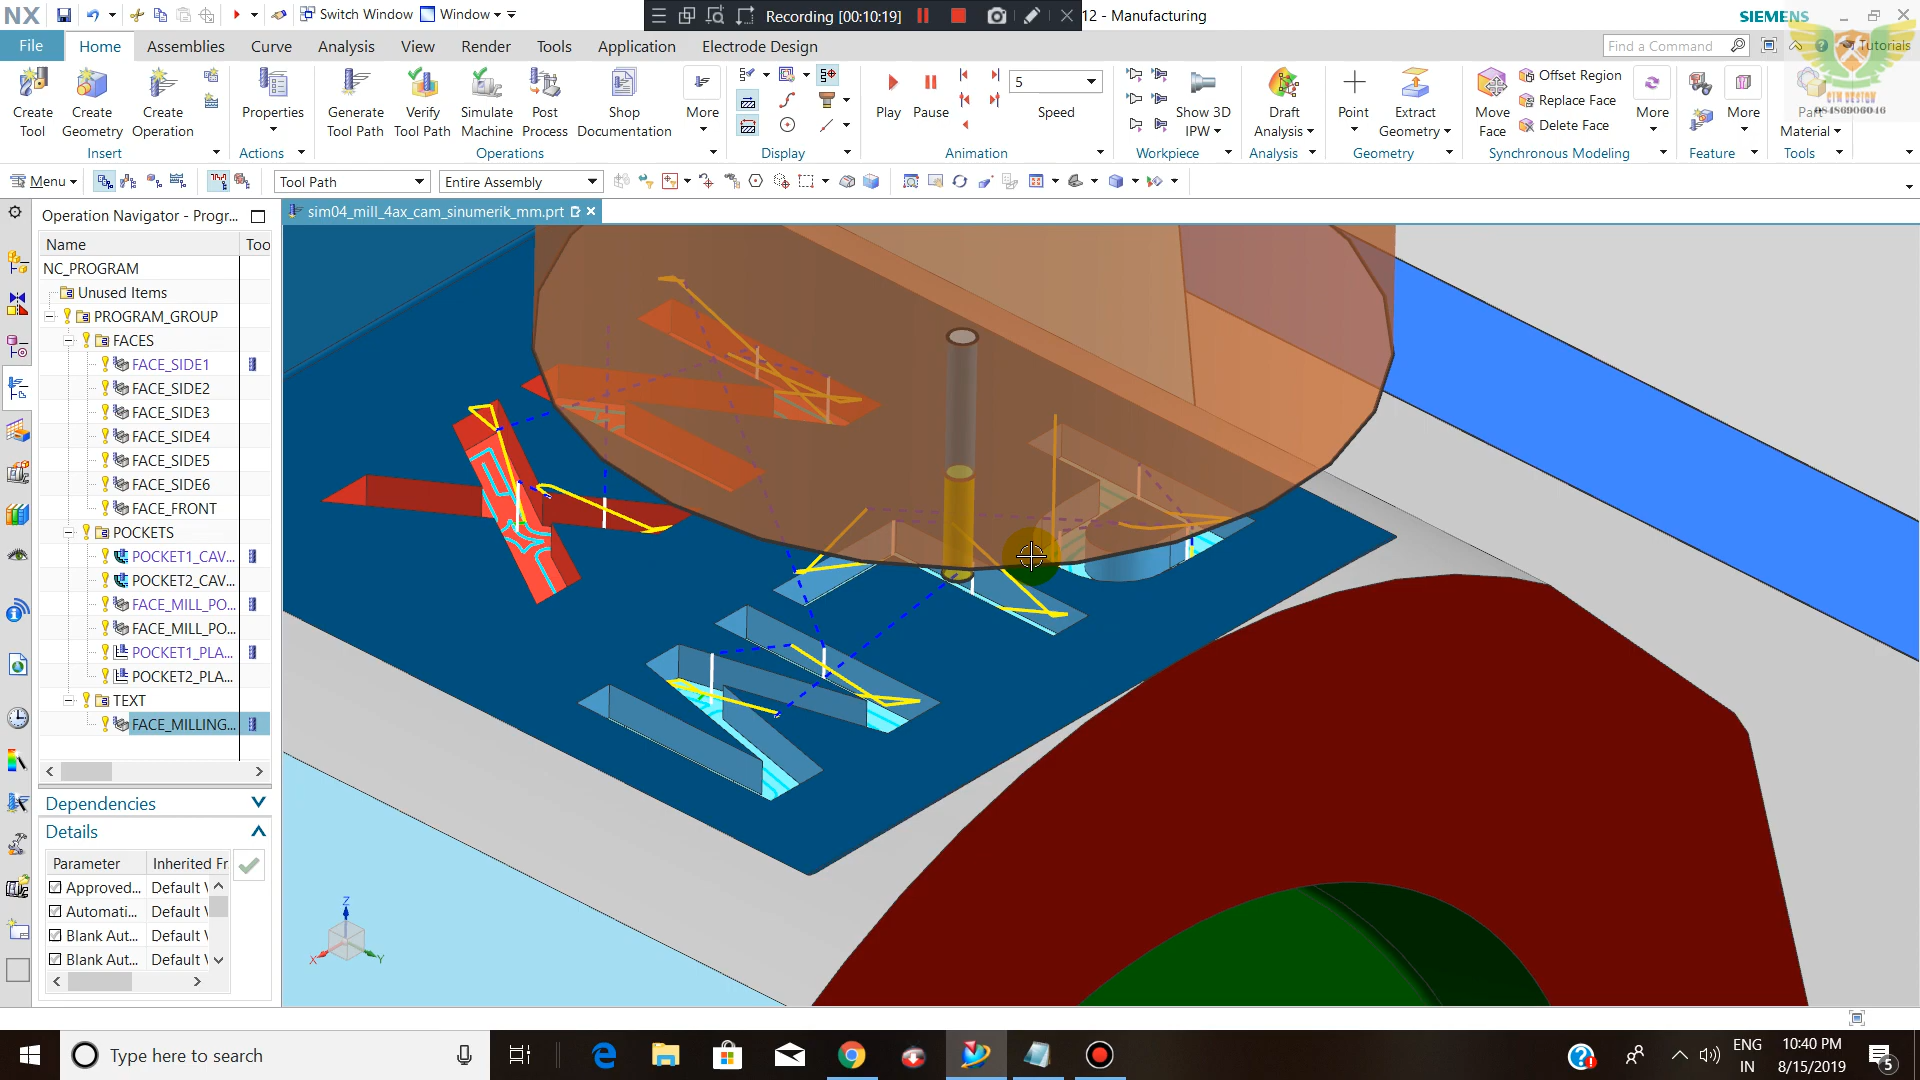 NX
Switch Window
Window
Recording [00:10:19]
12 - Manufacturing
SIEMENS
File
Home
Assemblies
Curve
Analysis
View
Render
Tools
Application
Electrode Design
Find a Command
Tutorials
Create Tool
Create Geometry
Create Operation
Properties
Generate Tool Path
Verify Tool Path
Simulate Machine
Post Process
Shop Documentation
More
Play
Pause
5
Speed
Show 3D IPW
Draft Analysis
Point
Extract Geometry
Move Face
Offset Region
Replace Face
Delete Face
More
More
Part Material
CTM DESIGN
Insert
Actions
Operations
Display
Animation
Workpiece
Analysis
Geometry
Synchronous Modeling
Feature
Tools
Menu
Tool Path
Entire Assembly
Operation Navigator - Progr...
sim04_mill_4ax_cam_sinumerik_mm.prt
Name
Too
NC_PROGRAM
Unused Items
PROGRAM_GROUP
FACES
FACE_SIDE1
FACE_SIDE2
FACE_SIDE3
FACE_SIDE4
FACE_SIDE5
FACE_SIDE6
FACE_FRONT
POCKETS
POCKET1_CAV...
POCKET2_CAV...
FACE_MILL_PO...
FACE_MILL_PO...
POCKET1_PLA...
POCKET2_PLA...
TEXT
FACE_MILLING...
Dependencies
Details
Parameter
Inherited Fr
Approved...
Default
Automati...
Default
Blank Aut...
Default
Blank Aut...
Default
Z
X
Y
Type here to search
ENG
IN
10:40 PM
8/15/2019
5